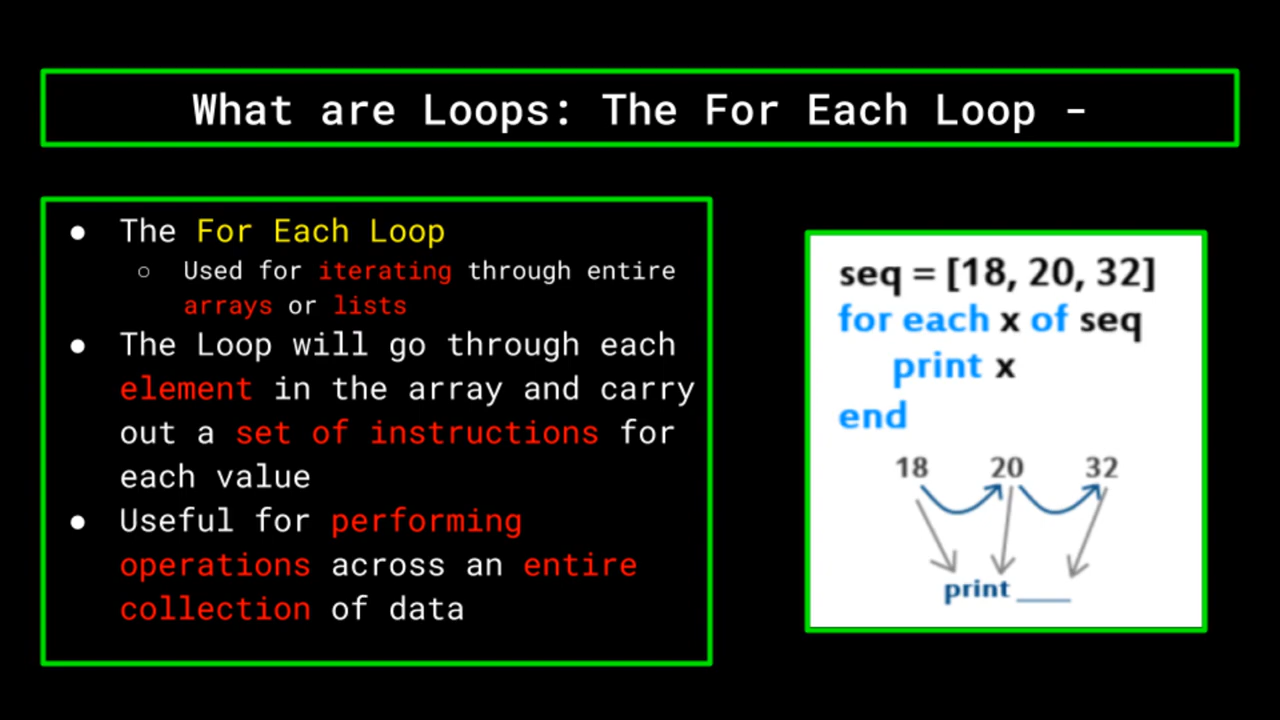 What are Loops: The For Each Loop -
● The For Each Loop
○ Used for iterating through entire
arrays or lists
● The Loop will go through each
element in the array and carry
out a set of instructions for
each value
● Useful for performing
operations across an entire
collection of data
seq = [18, 20, 32]
for each x of seq
print x
end
18 20 32
print ____